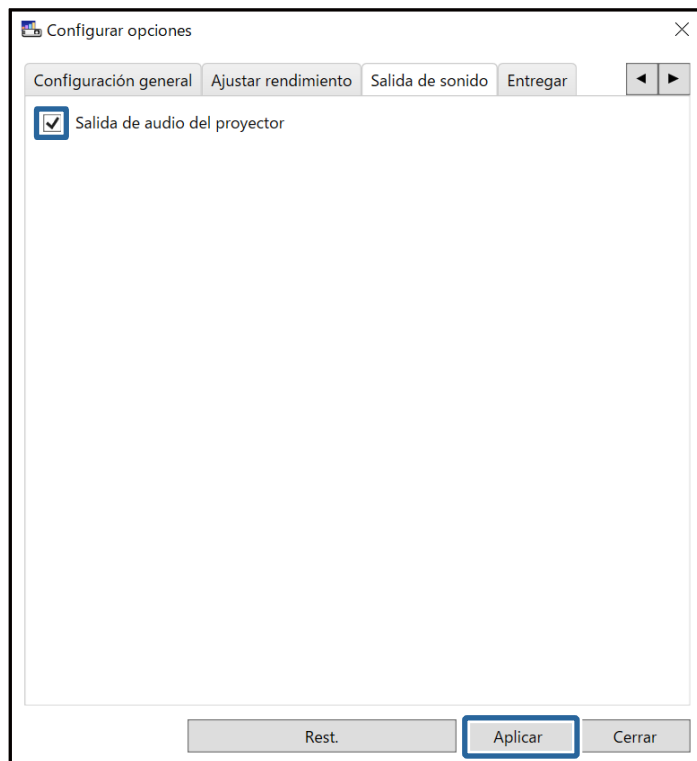 Configurar opciones
Configuración general Ajustar rendimiento Salida de sonido Entregar
Salida de audio del proyector
Rest. Aplicar Cerrar